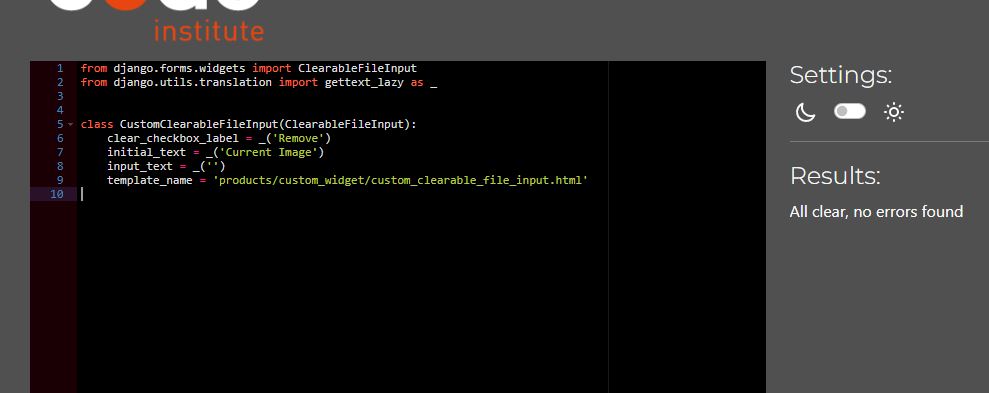 institute
1 from django.forms.widgets import ClearableFileInput
2 from django.utils.translation import gettext_lazy as _
3
4
5 class CustomClearableFileInput(ClearableFileInput):
6     clear_checkbox_label = _('Remove')
7     initial_text = _('Current Image')
8     input_text = _('')
9     template_name = 'products/custom_widget/custom_clearable_file_input.html'
10
Settings:
Results:
All clear, no errors found